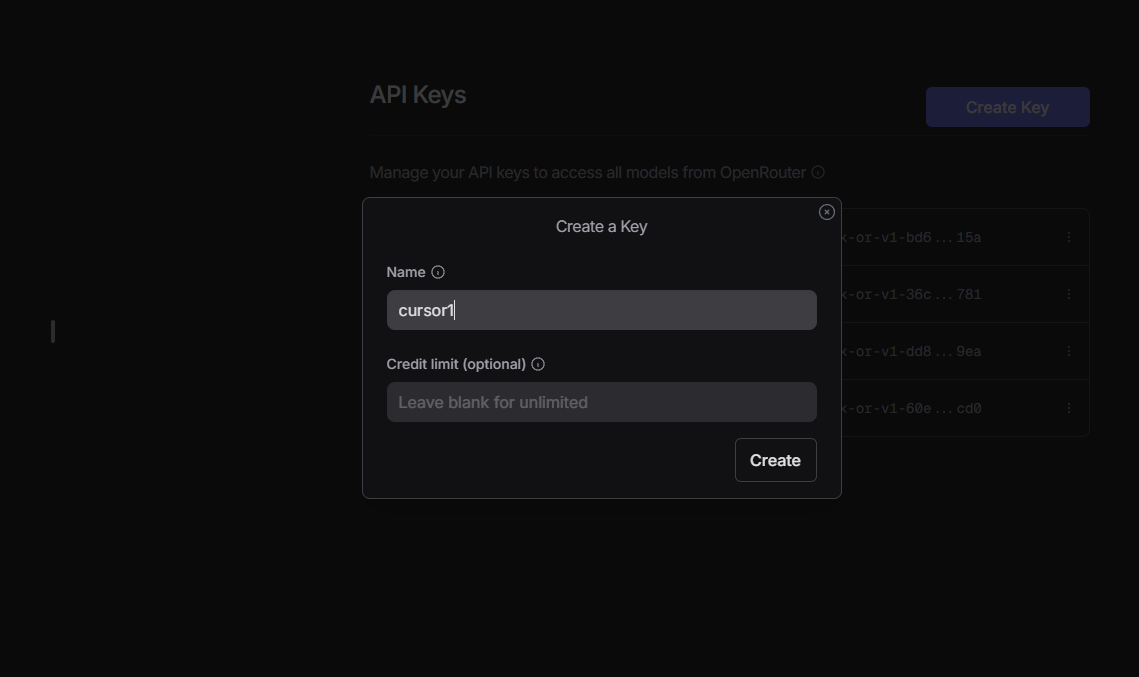 API Keys
Create Key
Manage your API keys to access all models from OpenRouter
Create a Key
k-or-v1-bd6...15a
Name
k-or-v1-36c...781
cursor1
k-or-v1-dd8...9ea
Credit limit (optional)
Leave blank for unlimited
k-or-v1-60e...cd0
Create